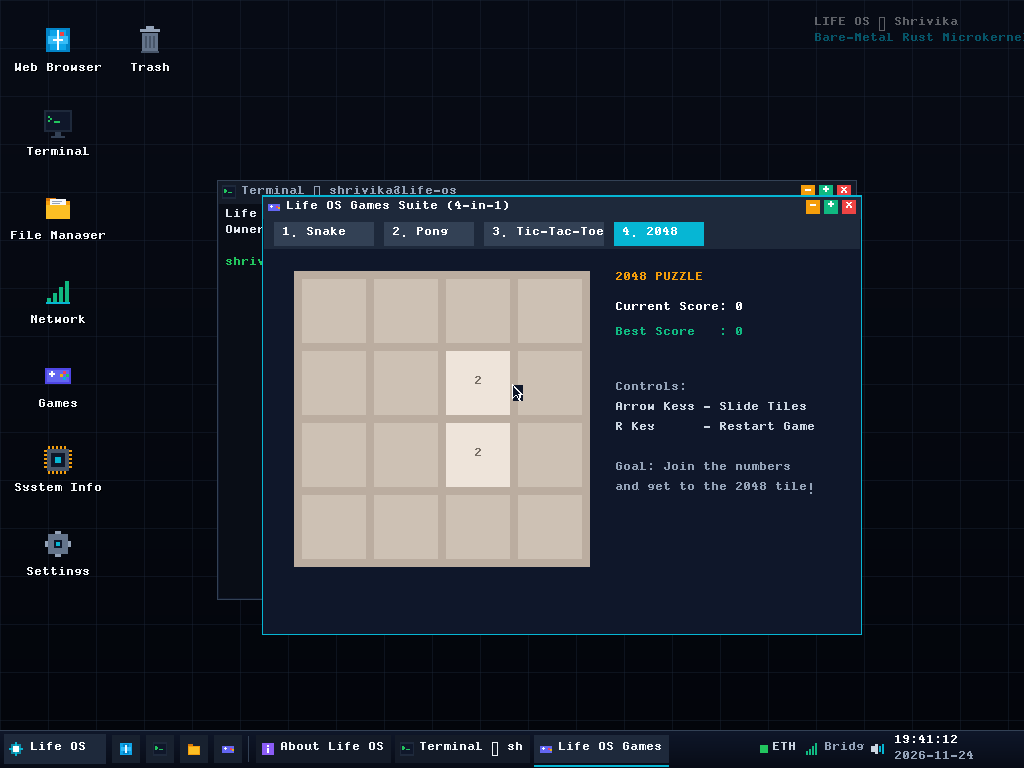 LIFE OS ▯ Shrivika
Bare-Metal Rust Microkerne
Web Browser
Trash
Terminal
File Manager
Network
Games
System Info
Settings
Terminal ▯ shrivika@life-os
Life
Owner
shriv
Life OS Games Suite (4-in-1)
1. Snake
2. Pong
3. Tic-Tac-Toe
4. 2048
2
2
2048 PUZZLE
Current Score: 0
Best Score   : 0
Controls:
Arrow Keys - Slide Tiles
R Key      - Restart Game
Goal: Join the numbers
and get to the 2048 tile!
Life OS
About Life OS
Terminal ▯ sh
Life OS Games
ETH
Bridg
19:41:12
2026-11-24